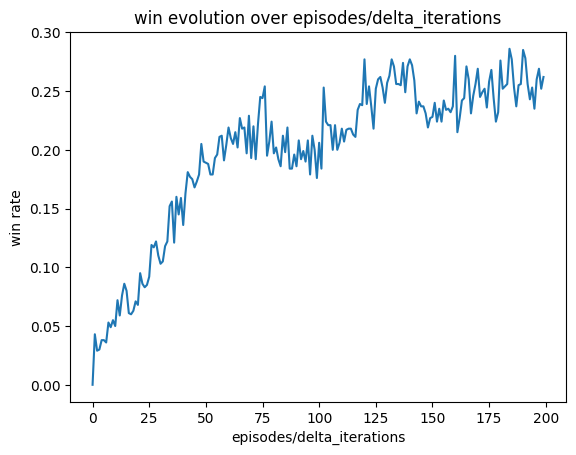 win evolution over episodes/delta_iterations
win rate
0.30
0.25
0.20
0.15
0.10
0.05
0.00
0 25 50 75 100 125 150 175 200
episodes/delta_iterations